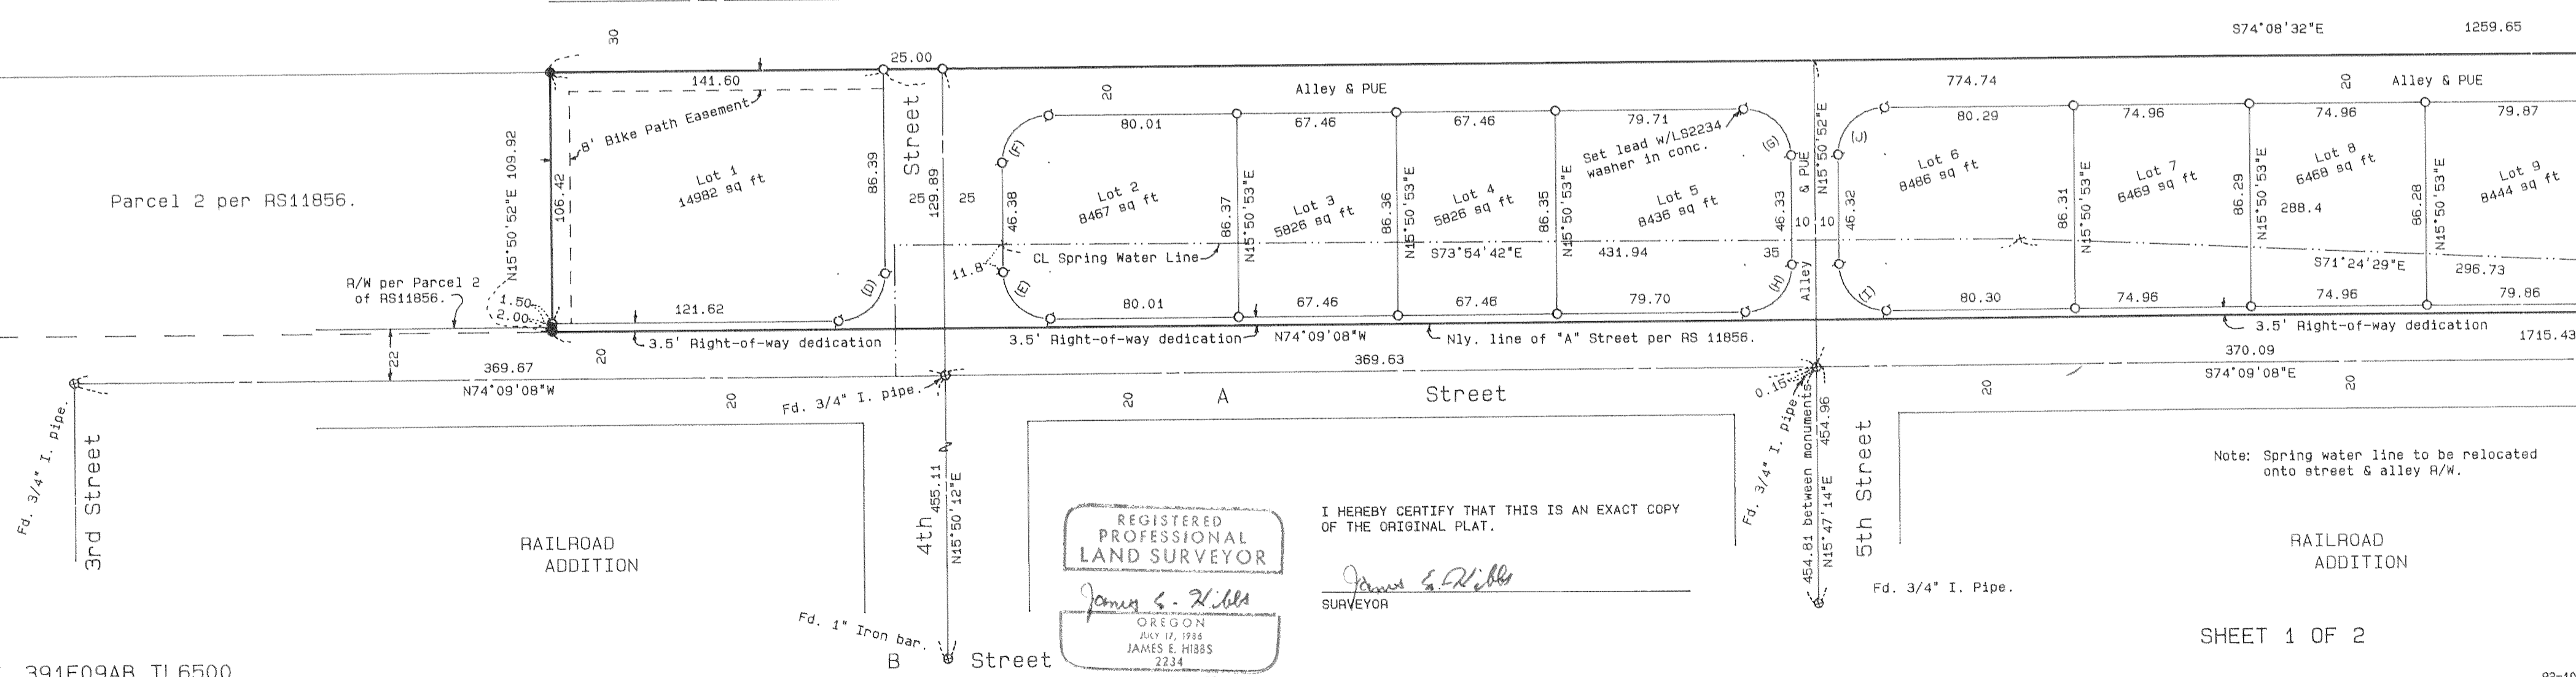 S74°08'32"E 1259.65
30
25.00
141.60
8' Bike Path Easement
20
Alley & PUE
774.74
20
Alley & PUE
N15°50'52"E 109.92
106.42
Lot 1
14982 sq ft
86.39
Street
129.89
25
25
(F)
80.01
67.46
67.46
79.71
Set lead w/LS2234
washer in conc.
(G)
46.38
Lot 2
8467 sq ft
86.37
N15°50'53"E
Lot 3
5826 sq ft
86.36
N15°50'53"E
Lot 4
5826 sq ft
86.35
N15°50'53"E
Lot 5
8436 sq ft
46.33
Alley & PUE
N15°50'52"E
10
10
46.32
(J)
80.29
74.96
74.96
79.87
Lot 6
8486 sq ft
86.31
N15°50'53"E
Lot 7
6469 sq ft
86.29
N15°50'53"E
Lot 8
6468 sq ft
288.4
86.28
N15°50'53"E
Lot 9
8444 sq ft
Parcel 2 per RS11856.
R/W per Parcel 2
of RS11856.
1.50
2.00
121.62
(D)
11.8
CL Spring Water Line
S73°54'42"E
431.94
35
S71°24'29"E
296.73
(E)
80.01
67.46
67.46
79.70
(H)
(I)
80.30
74.96
74.96
79.86
3.5' Right-of-way dedication
3.5' Right-of-way dedication
N74°09'08"W
Nly. line of "A" Street per RS 11856.
3.5' Right-of-way dedication
1715.43
22
20
369.67
N74°09'08"W
369.63
370.09
S74°09'08"E
20
Fd. 3/4" I. pipe.
20
A Street
0.15
20
20
Fd. 3/4" I. pipe.
3rd Street
4th
455.11
N15°50'12"E
Fd. 3/4" I. pipe.
454.81 between monuments
454.96
N15°47'14"E
5th Street
Note: Spring water line to be relocated
onto street & alley R/W.
RAILROAD
ADDITION
REGISTERED
PROFESSIONAL
LAND SURVEYOR
James E. Hibbs
OREGON
JULY 17, 1986
JAMES E. HIBBS
2234
I HEREBY CERTIFY THAT THIS IS AN EXACT COPY
OF THE ORIGINAL PLAT.
James E. Hibbs
SURVEYOR
RAILROAD
ADDITION
Fd. 3/4" I. Pipe.
Fd. 1" Iron bar.
B Street
SHEET 1 OF 2
391E09AB TL6500